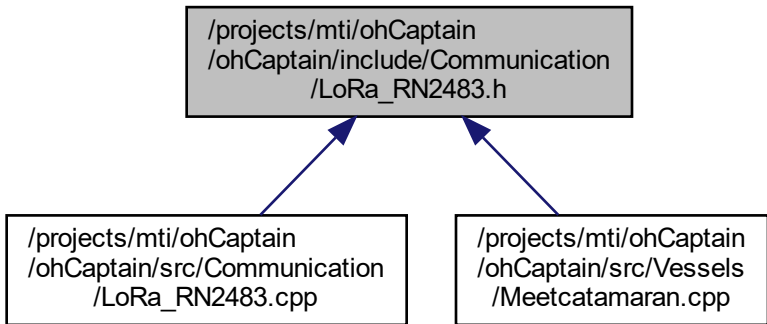 /projects/mti/ohCaptain
/ohCaptain/include/Communication
/LoRa_RN2483.h
/projects/mti/ohCaptain
/ohCaptain/src/Communication
/LoRa_RN2483.cpp
/projects/mti/ohCaptain
/ohCaptain/src/Vessels
/Meetcatamaran.cpp